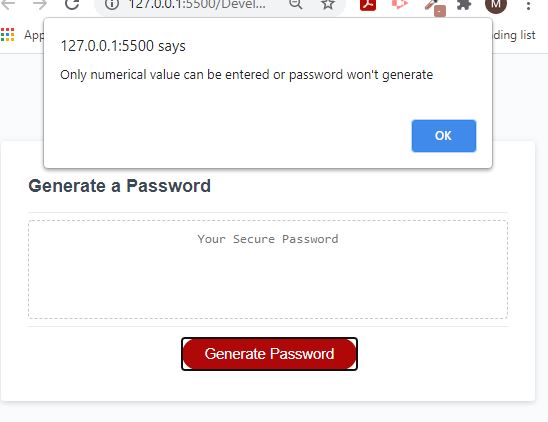 127.0.0.1:5500/Devel...
M
App
ding list
127.0.0.1:5500 says
Only numerical value can be entered or password won't generate
OK
Generate a Password
Your Secure Password
Generate Password